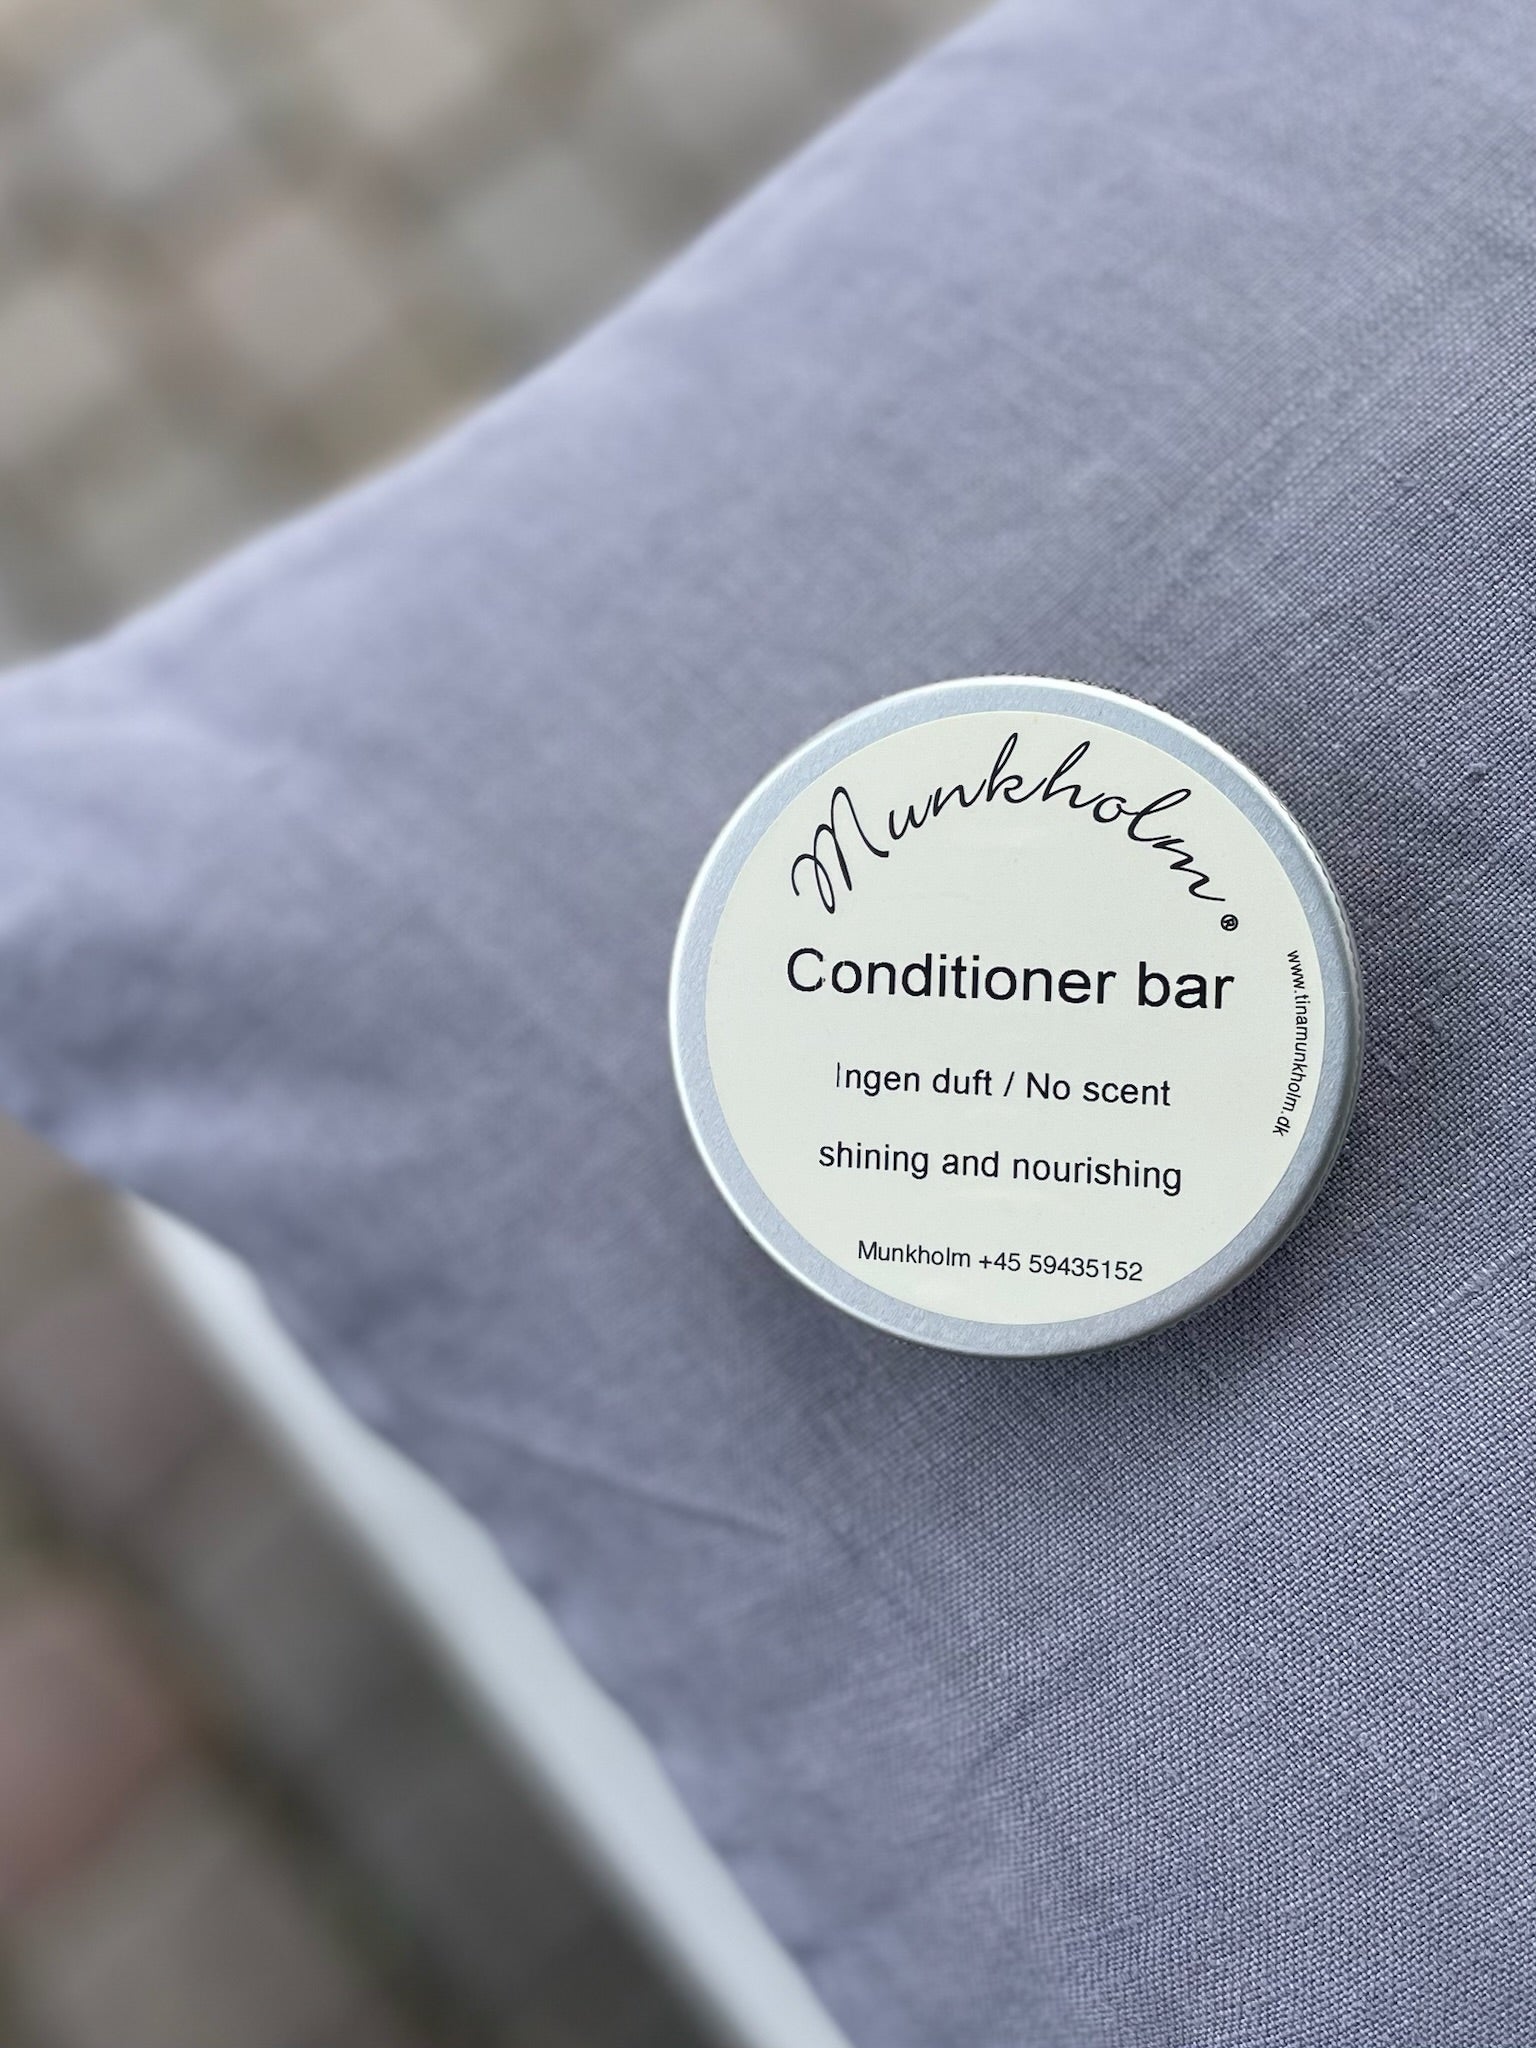 Munkholm®
Conditioner bar
Ingen duft / No scent
shining and nourishing
Munkholm +45 59435152
www.tinamunkholm.dk